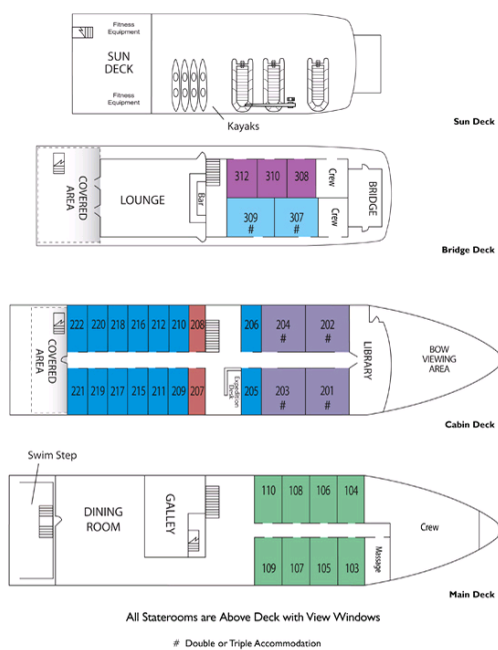 Fitness
Equipment
SUN
DECK
Fitness
Equipment
Kayaks
Sun Deck
COVERED
AREA
LOUNGE
Bar
312
310
308
Crew
309
#
307
#
Crew
BRIDGE
Bridge Deck
COVERED
AREA
222
220
218
216
212
210
208
206
204
#
202
#
221
219
217
215
211
209
207
Expedition
Desk
205
203
#
201
#
LIBRARY
BOW
VIEWING
AREA
Cabin Deck
Swim Step
DINING
ROOM
GALLEY
110
108
106
104
109
107
105
103
Massage
Crew
Main Deck
All Staterooms are Above Deck with View Windows
# Double or Triple Accommodation